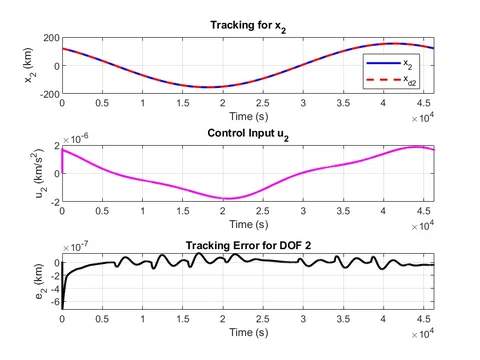 Tracking for x2
x2 (km)
200
0
-200
x2
xd2
0 0.5 1 1.5 2 2.5 3 3.5 4 4.5
Time (s)
×10^4
Control Input u2
×10^-6
u2 (km/s^2)
2
0
-2
0 0.5 1 1.5 2 2.5 3 3.5 4 4.5
Time (s)
×10^4
Tracking Error for DOF 2
×10^-7
e2 (km)
0
-2
-4
-6
0 0.5 1 1.5 2 2.5 3 3.5 4 4.5
Time (s)
×10^4